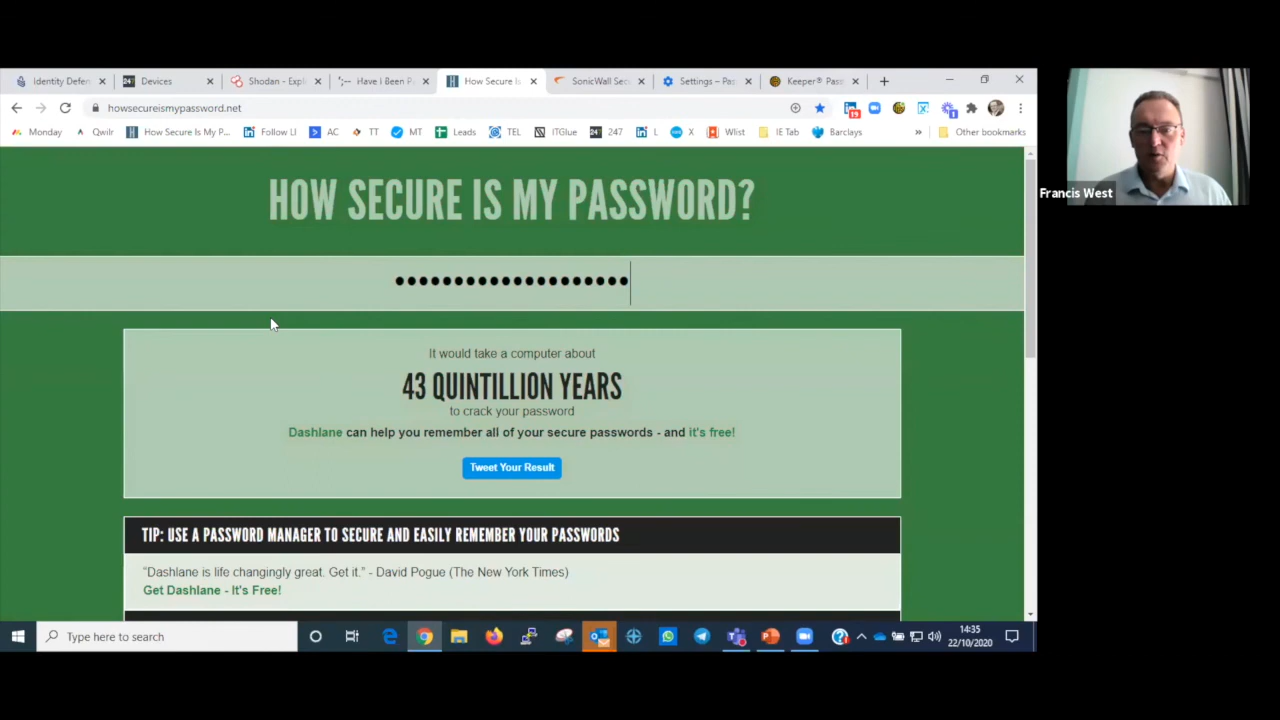 Identity Defen
Devices
Shodan - Expl
Have I Been P
How Secure Is
SonicWall Sec
Settings – Pas
Keeper® Pass
howsecureismypassword.net
Monday
Qwilr
How Secure Is My P...
Follow LI
AC
TT
MT
Leads
TEL
ITGlue
247
L
X
Wlist
IE Tab
Barclays
»
Other bookmarks
HOW SECURE IS MY PASSWORD?
It would take a computer about
43 QUINTILLION YEARS
to crack your password
Dashlane can help you remember all of your secure passwords - and it's free!
Tweet Your Result
TIP: USE A PASSWORD MANAGER TO SECURE AND EASILY REMEMBER YOUR PASSWORDS
“Dashlane is life changingly great. Get it.” - David Pogue (The New York Times)
Get Dashlane - It's Free!
Type here to search
14:35
22/10/2020
Francis West